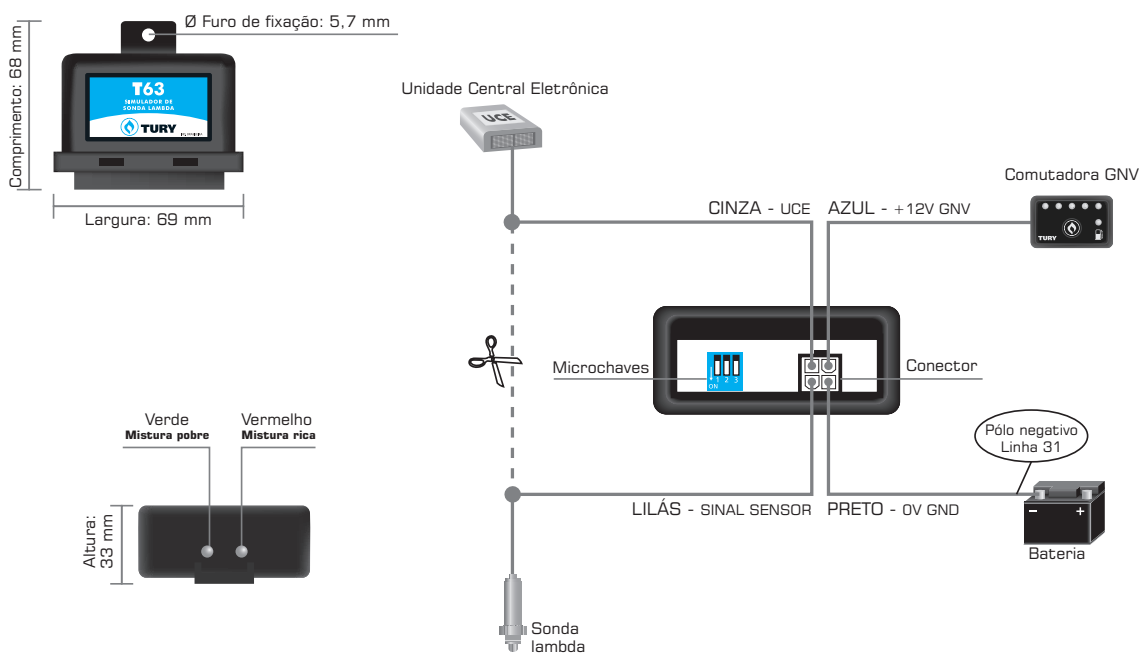 Ø Furo de fixação: 5,7 mm
Comprimento: 68 mm
T63
SIMULADOR DE
SONDA LAMBDA
TURY
Largura: 69 mm
Unidade Central Eletrônica
UCE
Comutadora GNV
TURY
CINZA - UCE
AZUL - +12V GNV
Microchaves
ON
1 2 3
Conector
Verde
Mistura pobre
Vermelho
Mistura rica
Altura:
33 mm
Pólo negativo
Linha 31
LILÁS - SINAL SENSOR
PRETO - 0V GND
- +
Bateria
Sonda
lambda